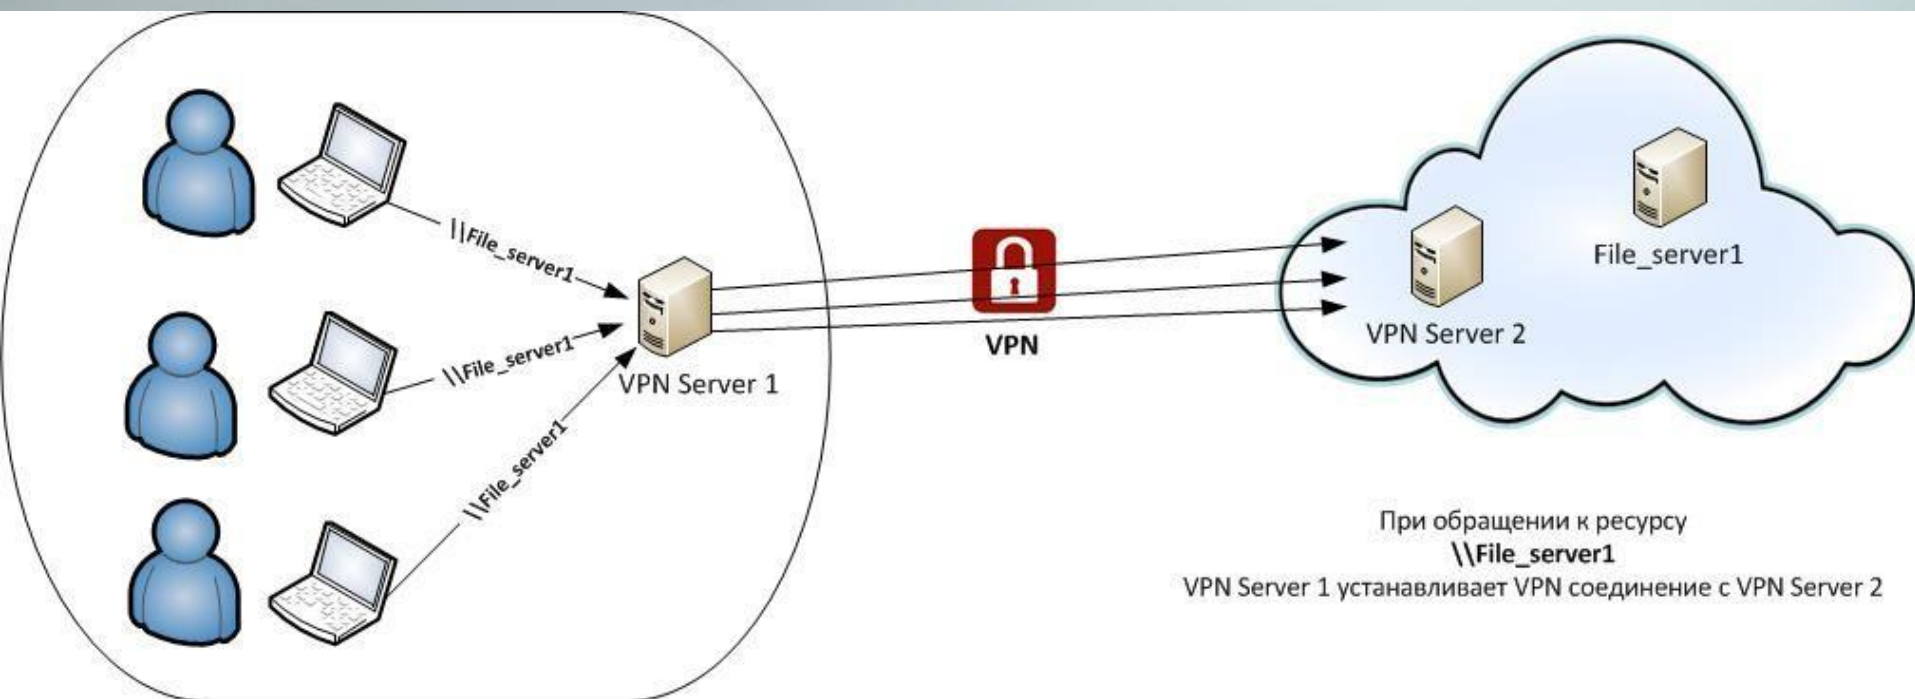 \\File_server1
\\File_server1
\\File_server1
VPN Server 1
VPN
VPN Server 2
File_server1
При обращении к ресурсу
\\File_server1
VPN Server 1 устанавливает VPN соединение с VPN Server 2